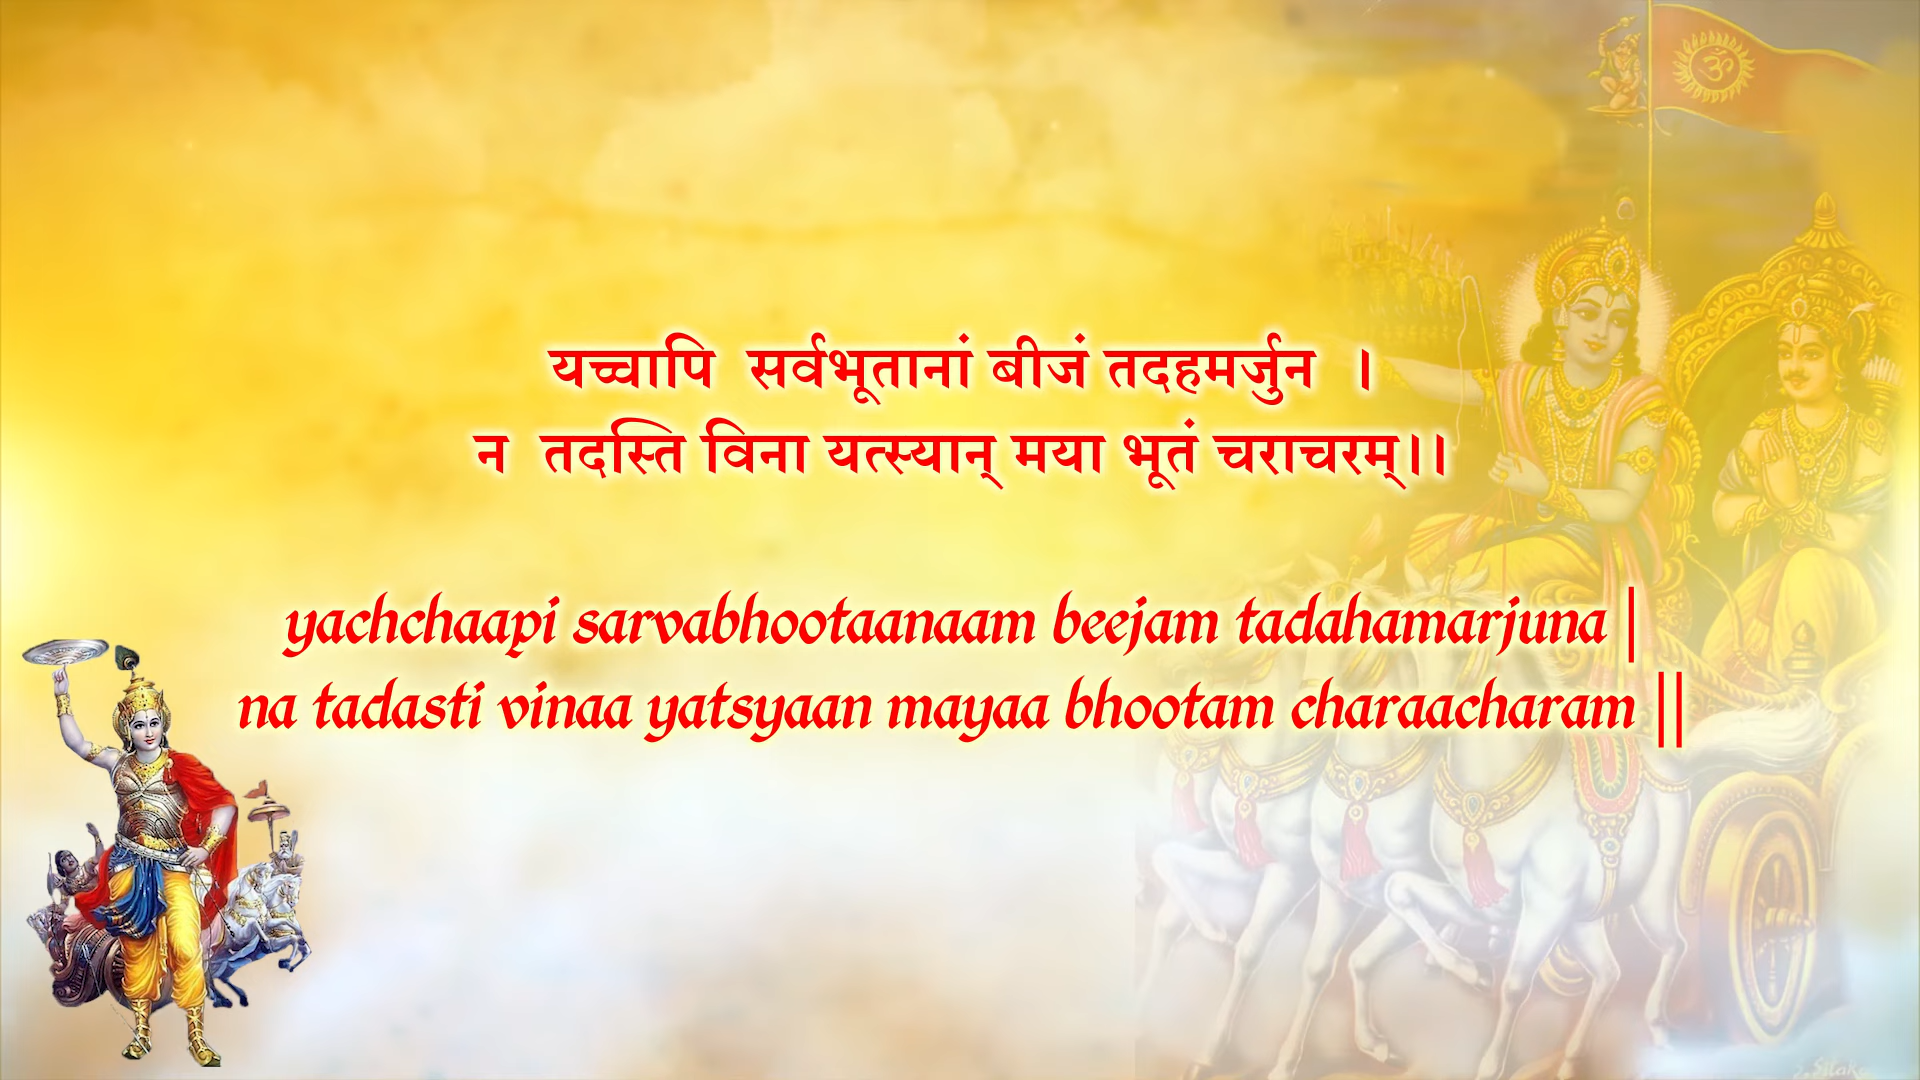 यच्चापि सर्वभूतानां बीजं तदहमर्जुन ।
न तदस्ति विना यत्स्यान् मया भूतं चराचरम्।।
yachchaapi sarvabhootaanaam beejam tadahamarjuna |
na tadasti vinaa yatsyaan mayaa bhootam charaacharam ||
ॐ